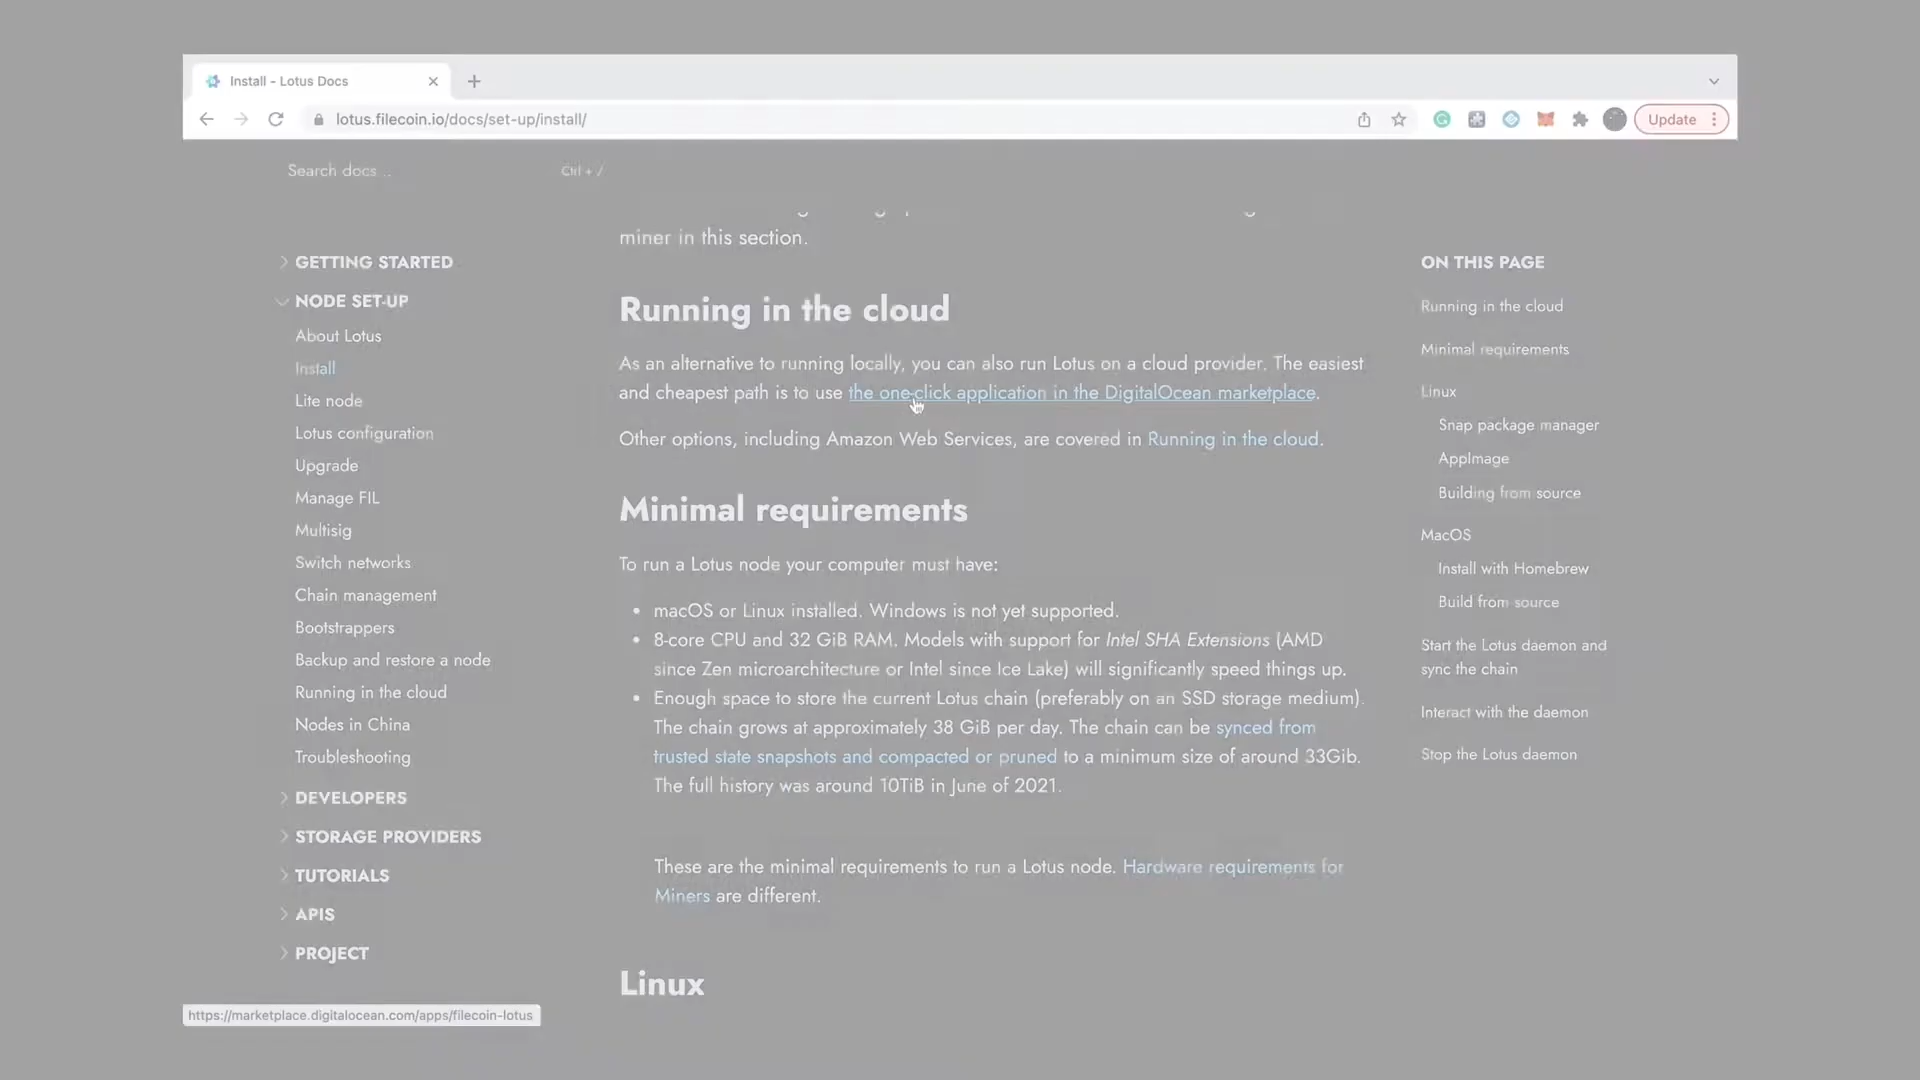 Install - Lotus Docs
lotus.filecoin.io/docs/set-up/install/
Update
Search docs...
Ctrl + /
GETTING STARTED
NODE SET-UP
About Lotus
Install
Lite node
Lotus configuration
Upgrade
Manage FIL
Multisig
Switch networks
Chain management
Bootstrappers
Backup and restore a node
Running in the cloud
Nodes in China
Troubleshooting
DEVELOPERS
STORAGE PROVIDERS
TUTORIALS
APIS
PROJECT
miner in this section.
Running in the cloud
As an alternative to running locally, you can also run Lotus on a cloud provider. The easiest
and cheapest path is to use the one-click application in the DigitalOcean marketplace.
Other options, including Amazon Web Services, are covered in Running in the cloud.
Minimal requirements
To run a Lotus node your computer must have:
• macOS or Linux installed. Windows is not yet supported.
• 8-core CPU and 32 GiB RAM. Models with support for Intel SHA Extensions (AMD
since Zen microarchitecture or Intel since Ice Lake) will significantly speed things up.
• Enough space to store the current Lotus chain (preferably on an SSD storage medium).
The chain grows at approximately 38 GiB per day. The chain can be synced from
trusted state snapshots and compacted or pruned to a minimum size of around 33Gib.
The full history was around 10TiB in June of 2021.
These are the minimal requirements to run a Lotus node. Hardware requirements for
Miners are different.
Linux
ON THIS PAGE
Running in the cloud
Minimal requirements
Linux
Snap package manager
AppImage
Building from source
MacOS
Install with Homebrew
Build from source
Start the Lotus daemon and
sync the chain
Interact with the daemon
Stop the Lotus daemon
https://marketplace.digitalocean.com/apps/filecoin-lotus